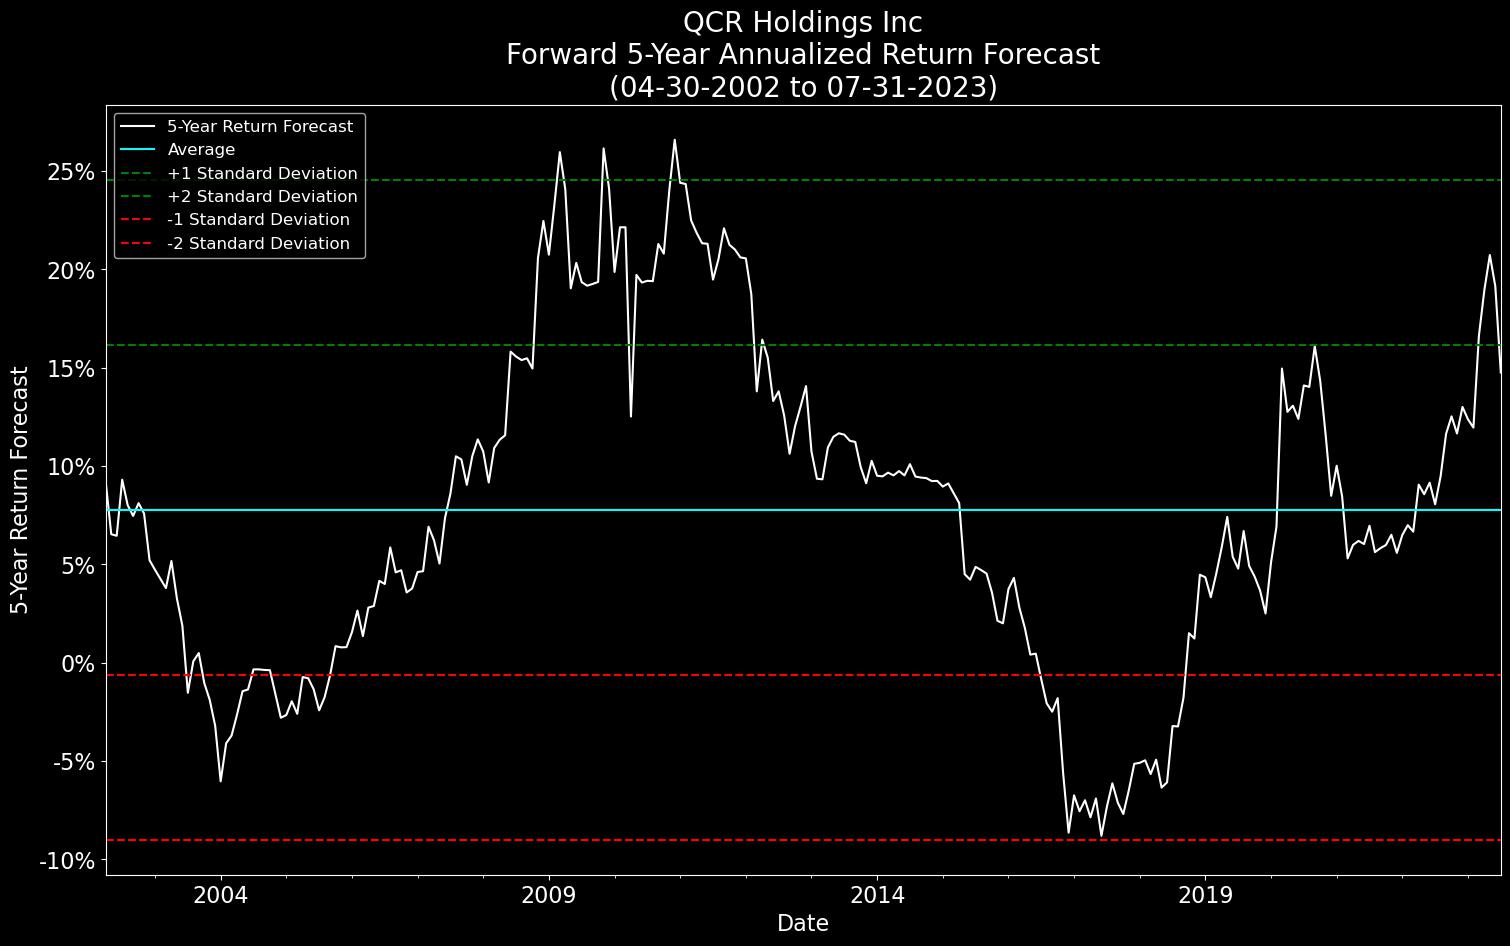 QCR Holdings Inc
Forward 5-Year Annualized Return Forecast
(04-30-2002 to 07-31-2023)
5-Year Return Forecast
Average
+1 Standard Deviation
+2 Standard Deviation
-1 Standard Deviation
-2 Standard Deviation
25%
20%
15%
10%
5%
0%
-5%
-10%
5-Year Return Forecast
2004 2009 2014 2019
Date